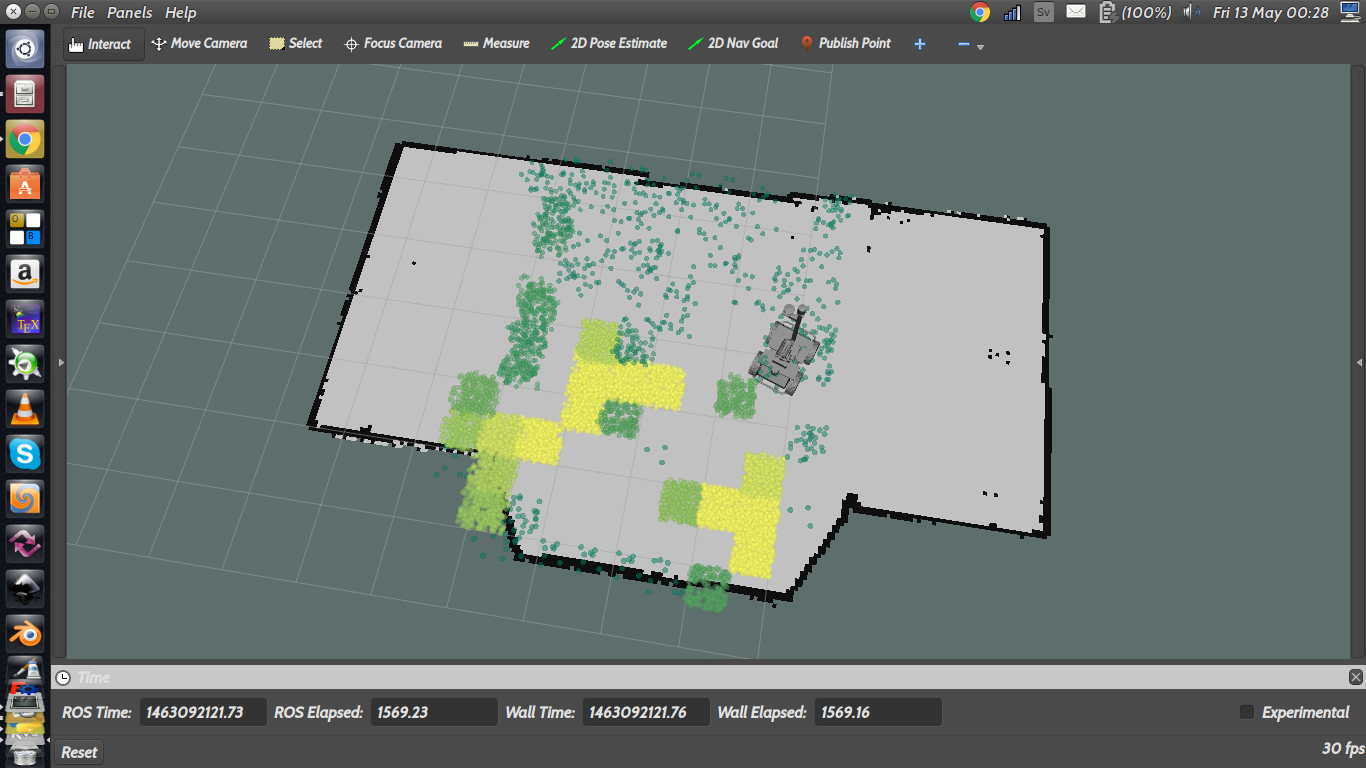 File Panels Help
Sv (100%) Fri 13 May 00:28
Interact Move Camera Select Focus Camera Measure 2D Pose Estimate 2D Nav Goal Publish Point
Time
ROS Time: 1463092121.73 ROS Elapsed: 1569.23 Wall Time: 1463092121.76 Wall Elapsed: 1569.16 Experimental
Reset 30 fps